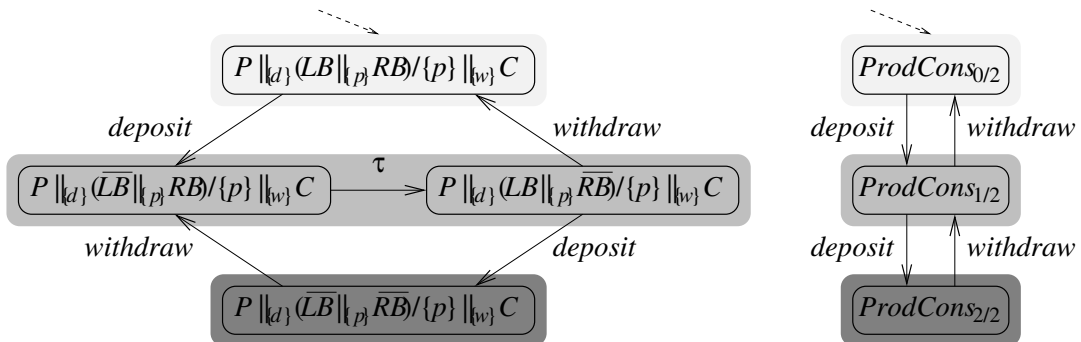 P ||{d} (LB ||{p} RB)/{p} ||{w} C
ProdCons0/2
deposit
withdraw
deposit
withdraw
τ
P ||{d} (L̅B̅ ||{p} RB)/{p} ||{w} C
P ||{d} (LB ||{p} R̅B̅)/{p} ||{w} C
ProdCons1/2
withdraw
deposit
deposit
withdraw
P ||{d} (L̅B̅ ||{p} R̅B̅)/{p} ||{w} C
ProdCons2/2